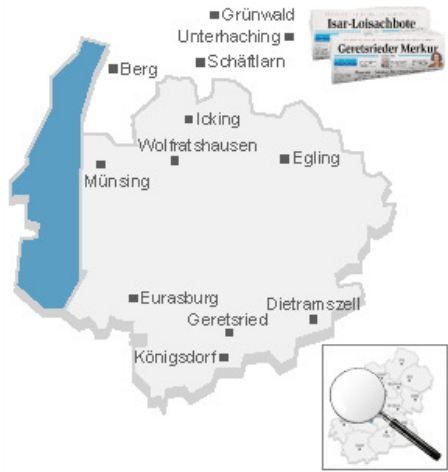 Grünwald
Unterhaching
Isar-Loisachbote
Geretsrieder Merkur
Berg
Schäftlarn
Icking
Wolfratshausen
Egling
Münsing
Eurasburg
Dietramszell
Geretsried
Königsdorf